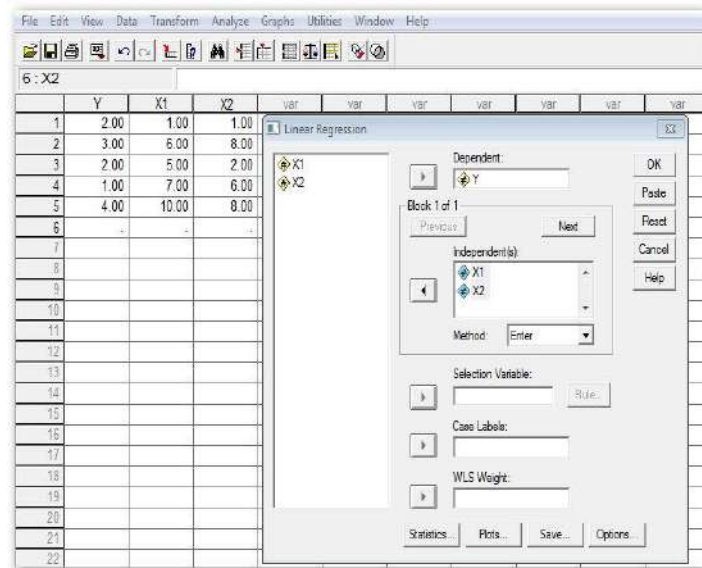 File Edit View Data Transform Analyze Graphs Utilities Window Help
6 : X2
Y X1 X2 var var var var var var var
1 2.00 1.00 1.00
2 3.00 6.00 8.00
3 2.00 5.00 2.00
4 1.00 7.00 6.00
5 4.00 10.00 8.00
6 . . .
7
8
9
10
11
12
13
14
15
16
17
18
19
20
21
22
Linear Regression
X1
X2
Dependent:
Y
Block 1 of 1
Previous Next
Independent(s):
X1
X2
Method: Enter
Selection Variable:
Rule...
Case Labels:
WLS Weight:
Statistics... Plots... Save... Options...
OK
Paste
Reset
Cancel
Help